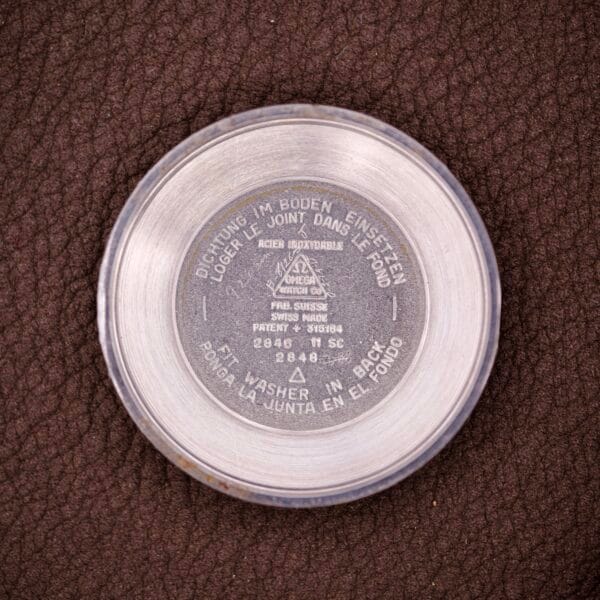 DICHTUNG IM BODEN EINSETZEN
LOGER LE JOINT DANS LE FOND
ACIER INOXYDABLE
Ω
OMEGA
WATCH Co
FAB. SUISSE
SWISS MADE
PATENT + 315184
2846 11 SC
2848
FIT WASHER IN BACK
PONGA LA JUNTA EN EL FONDO